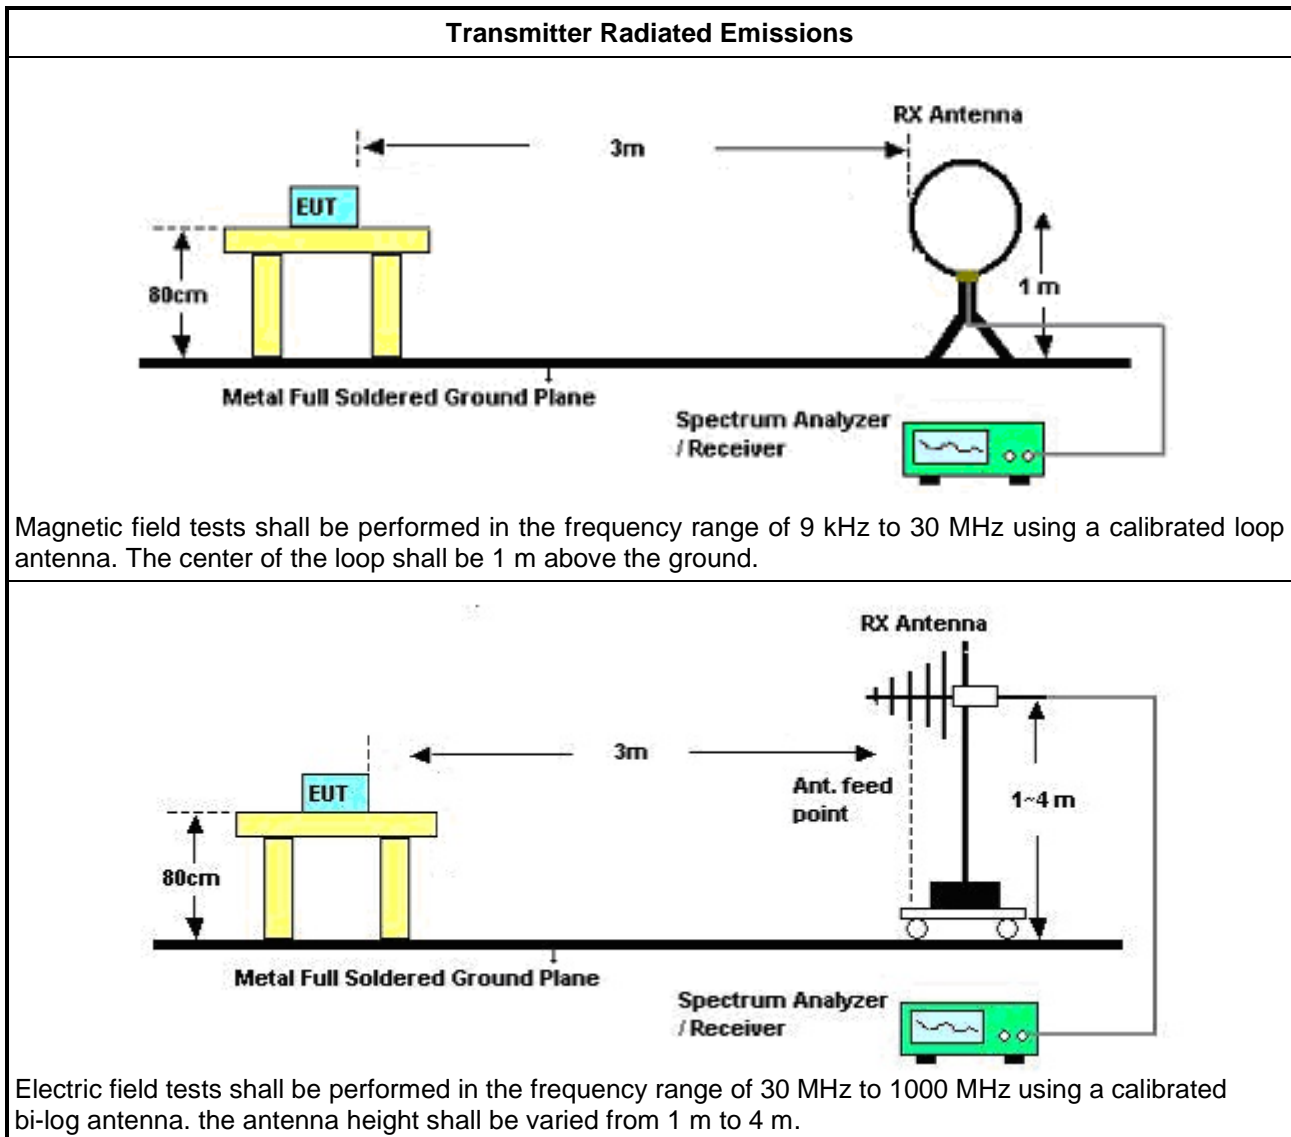 Transmitter Radiated Emissions
RX Antenna
3m
EUT
80cm
1 m
Metal Full Soldered Ground Plane
Spectrum Analyzer
/ Receiver
Magnetic field tests shall be performed in the frequency range of 9 kHz to 30 MHz using a calibrated loop
antenna. The center of the loop shall be 1 m above the ground.
RX Antenna
3m
EUT
Ant. feed
point
1~4 m
80cm
Metal Full Soldered Ground Plane
Spectrum Analyzer
/ Receiver
Electric field tests shall be performed in the frequency range of 30 MHz to 1000 MHz using a calibrated
bi-log antenna. the antenna height shall be varied from 1 m to 4 m.